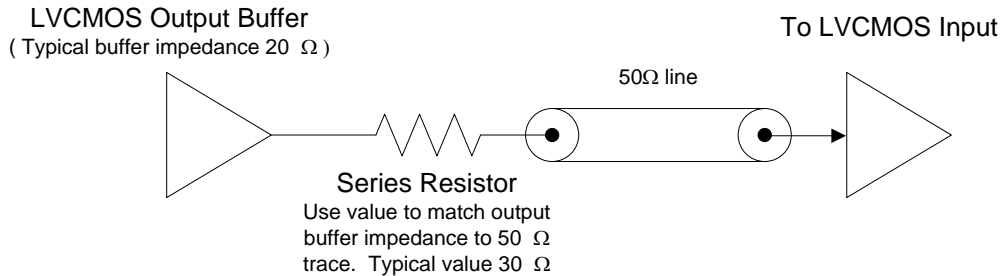 LVCMOS Output Buffer
( Typical buffer impedance 20 Ω )
To LVCMOS Input
50Ω line
Series Resistor
Use value to match output
buffer impedance to 50 Ω
trace. Typical value 30 Ω